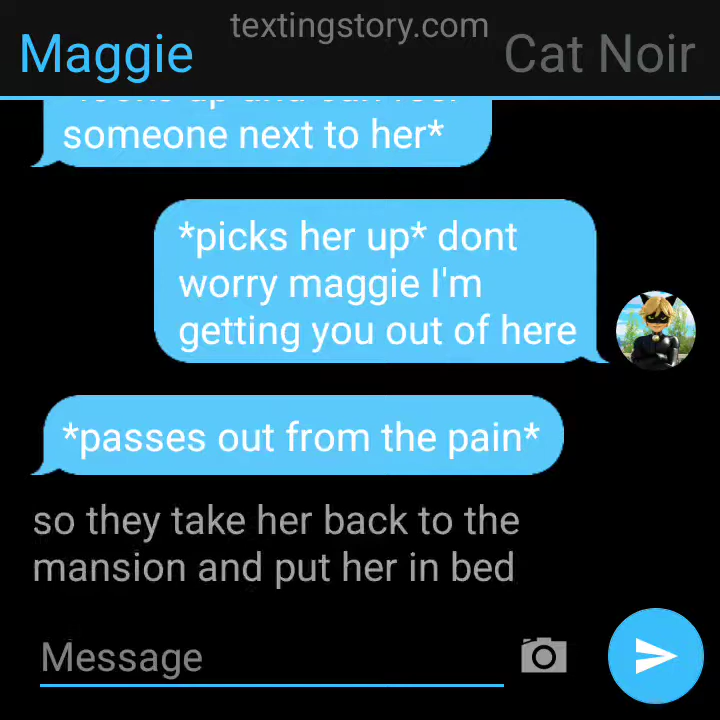 textingstory.com
Maggie
Cat Noir
someone next to her*
*picks her up* dont
worry maggie I'm
getting you out of here
*passes out from the pain*
so they take her back to the
mansion and put her in bed
Message